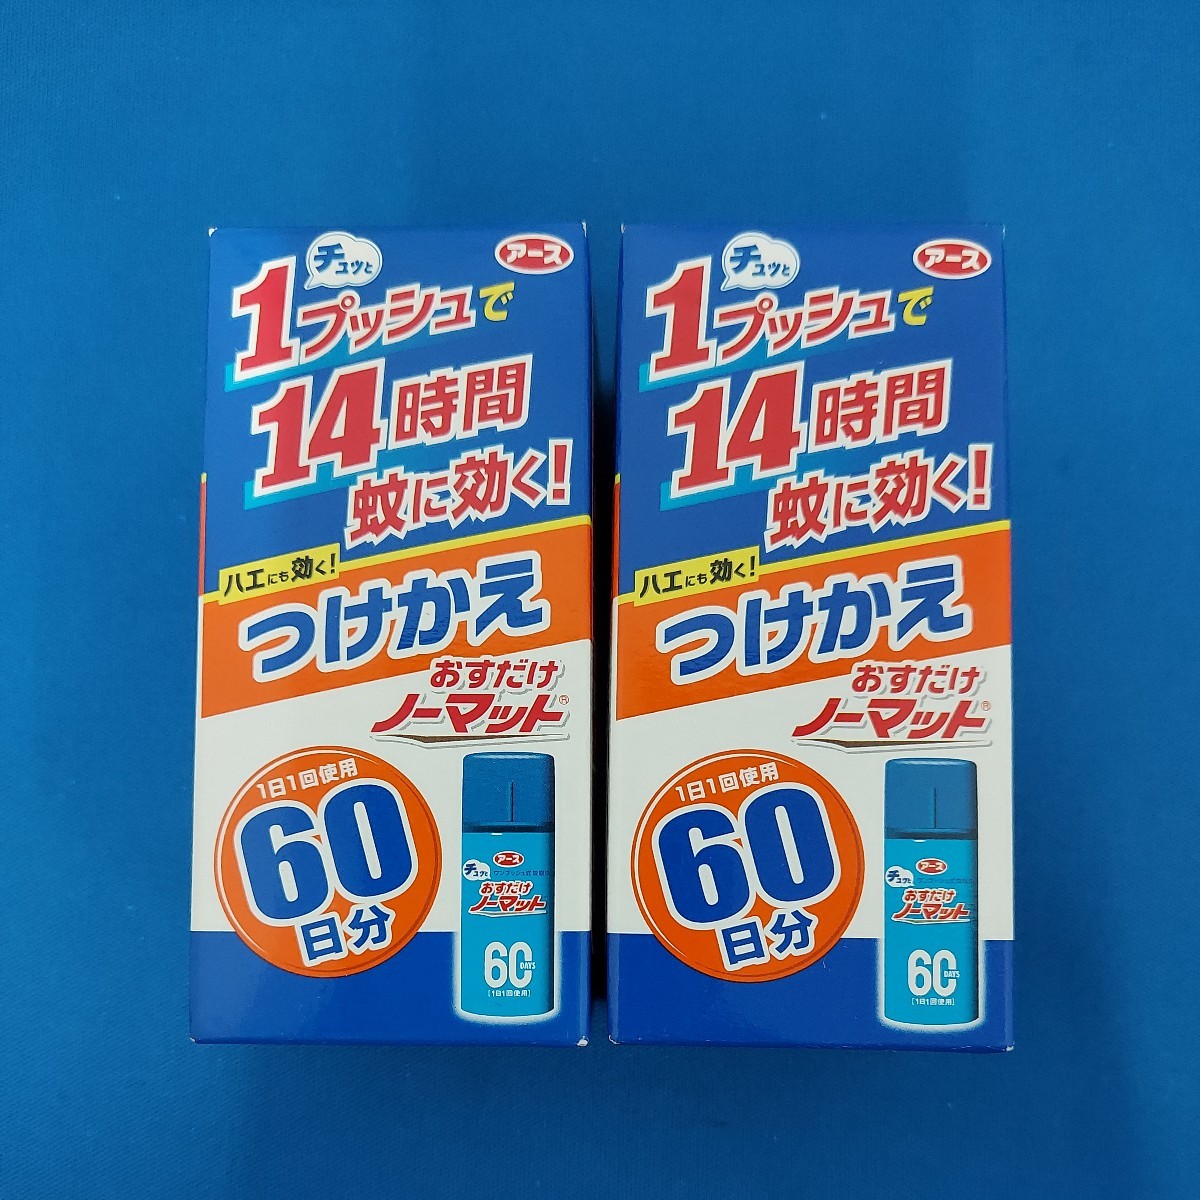 アース
チュッと
1プッシュで
14時間
蚊に効く!
ハエにも効く!
つけかえ
おすだけ
ノーマット®
1日1回使用
60
日分
アース
チュッと
おすだけ
ノーマット
60
DAYS
[1日1回使用]
アース
チュッと
1プッシュで
14時間
蚊に効く!
ハエにも効く!
つけかえ
おすだけ
ノーマット®
1日1回使用
60
日分
アース
チュッと
おすだけ
ノーマット
60
DAYS
[1日1回使用]